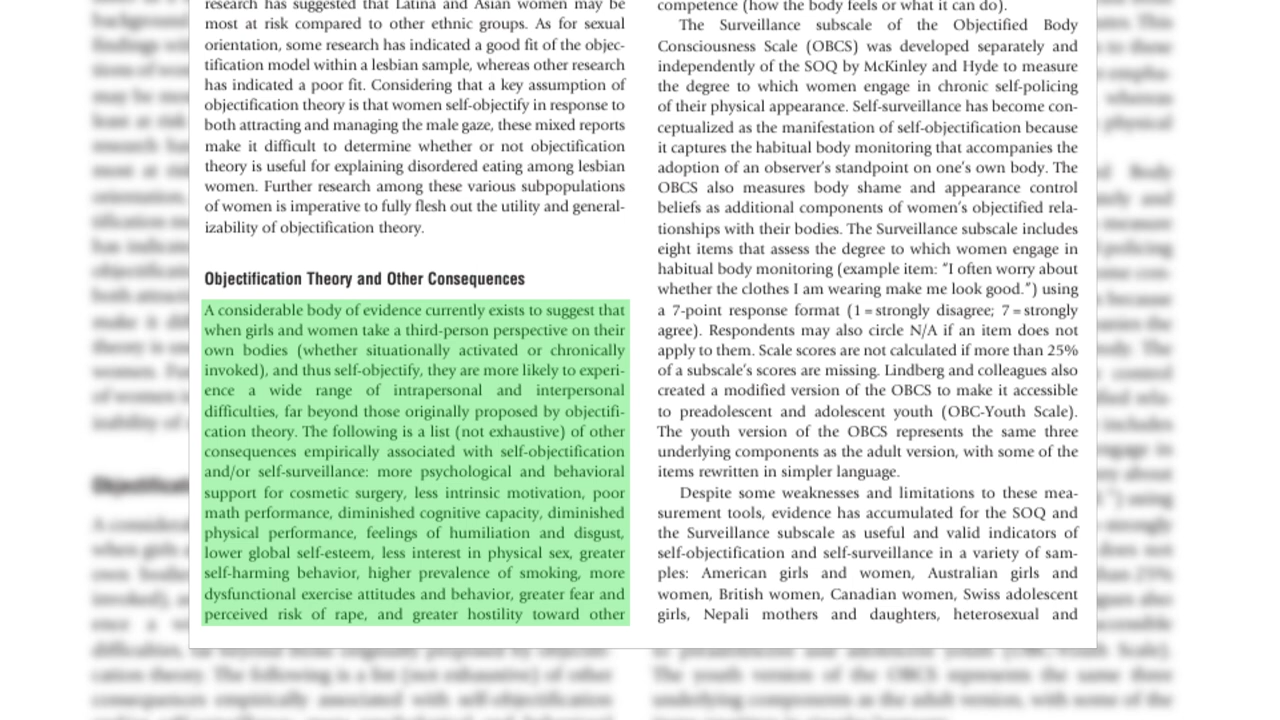 research has suggested that Latina and Asian women may be
most at risk compared to other ethnic groups. As for sexual
orientation, some research has indicated a good fit of the objec-
tification model within a lesbian sample, whereas other research
has indicated a poor fit. Considering that a key assumption of
objectification theory is that women self-objectify in response to
both attracting and managing the male gaze, these mixed reports
make it difficult to determine whether or not objectification
theory is useful for explaining disordered eating among lesbian
women. Further research among these various subpopulations
of women is imperative to fully flesh out the utility and general-
izability of objectification theory.
Objectification Theory and Other Consequences
A considerable body of evidence currently exists to suggest that
when girls and women take a third-person perspective on their
own bodies (whether situationally activated or chronically
invoked), and thus self-objectify, they are more likely to experi-
ence a wide range of intrapersonal and interpersonal
difficulties, far beyond those originally proposed by objectifi-
cation theory. The following is a list (not exhaustive) of other
consequences empirically associated with self-objectification
and/or self-surveillance: more psychological and behavioral
support for cosmetic surgery, less intrinsic motivation, poor
math performance, diminished cognitive capacity, diminished
physical performance, feelings of humiliation and disgust,
lower global self-esteem, less interest in physical sex, greater
self-harming behavior, higher prevalence of smoking, more
dysfunctional exercise attitudes and behavior, greater fear and
perceived risk of rape, and greater hostility toward other
competence (how the body feels or what it can do).
The Surveillance subscale of the Objectified Body
Consciousness Scale (OBCS) was developed separately and
independently of the SOQ by McKinley and Hyde to measure
the degree to which women engage in chronic self-policing
of their physical appearance. Self-surveillance has become con-
ceptualized as the manifestation of self-objectification because
it captures the habitual body monitoring that accompanies the
adoption of an observer's standpoint on one's own body. The
OBCS also measures body shame and appearance control
beliefs as additional components of women's objectified rela-
tionships with their bodies. The Surveillance subscale includes
eight items that assess the degree to which women engage in
habitual body monitoring (example item: "I often worry about
whether the clothes I am wearing make me look good.") using
a 7-point response format (1 = strongly disagree; 7 = strongly
agree). Respondents may also circle N/A if an item does not
apply to them. Scale scores are not calculated if more than 25%
of a subscale's scores are missing. Lindberg and colleagues also
created a modified version of the OBCS to make it accessible
to preadolescent and adolescent youth (OBC-Youth Scale).
The youth version of the OBCS represents the same three
underlying components as the adult version, with some of the
items rewritten in simpler language.
Despite some weaknesses and limitations to these mea-
surement tools, evidence has accumulated for the SOQ and
the Surveillance subscale as useful and valid indicators of
self-objectification and self-surveillance in a variety of sam-
ples: American girls and women, Australian girls and
women, British women, Canadian women, Swiss adolescent
girls, Nepali mothers and daughters, heterosexual and